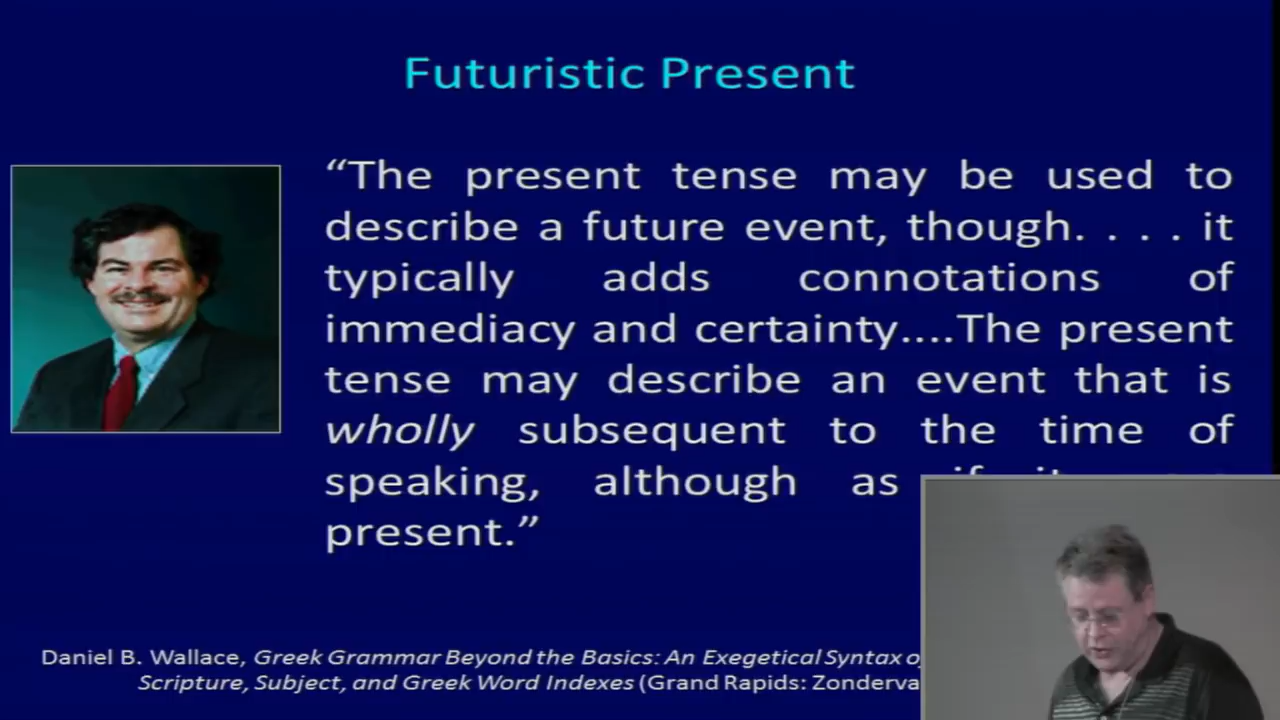 Futuristic Present
“The present tense may be used to
describe a future event, though. . . . it
typically adds connotations of
immediacy and certainty....The present
tense may describe an event that is
wholly subsequent to the time of
speaking, although as if it
present.”
Daniel B. Wallace, Greek Grammar Beyond the Basics: An Exegetical Syntax
Scripture, Subject, and Greek Word Indexes (Grand Rapids: